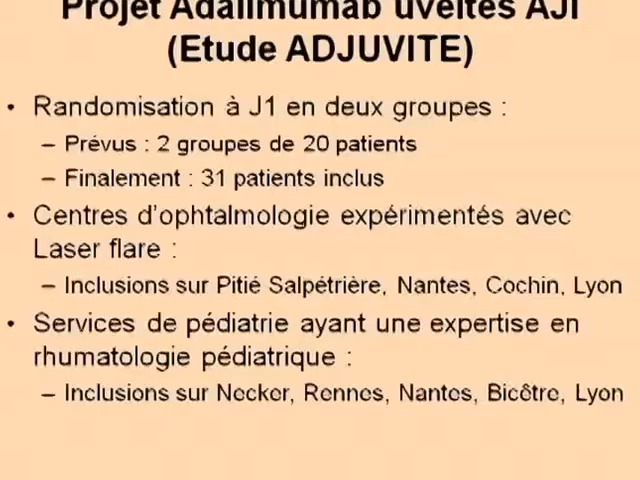 Projet Adalimumab uvéites AJI
(Etude ADJUVITE)
• Randomisation à J1 en deux groupes :
– Prévus : 2 groupes de 20 patients
– Finalement : 31 patients inclus
• Centres d'ophtalmologie expérimentés avec
Laser flare :
– Inclusions sur Pitié Salpétrière, Nantes, Cochin, Lyon
• Services de pédiatrie ayant une expertise en
rhumatologie pédiatrique :
– Inclusions sur Necker, Rennes, Nantes, Bicêtre, Lyon